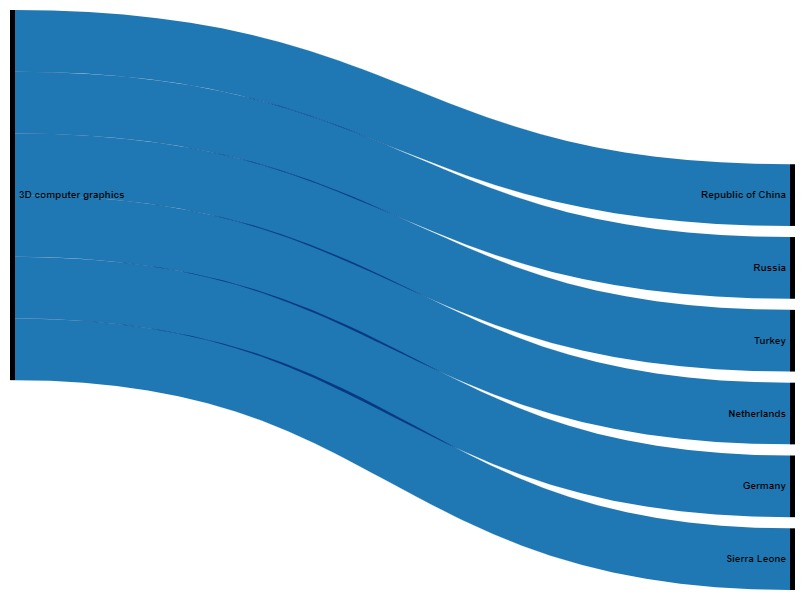 3D computer graphics
Republic of China
Russia
Turkey
Netherlands
Germany
Sierra Leone